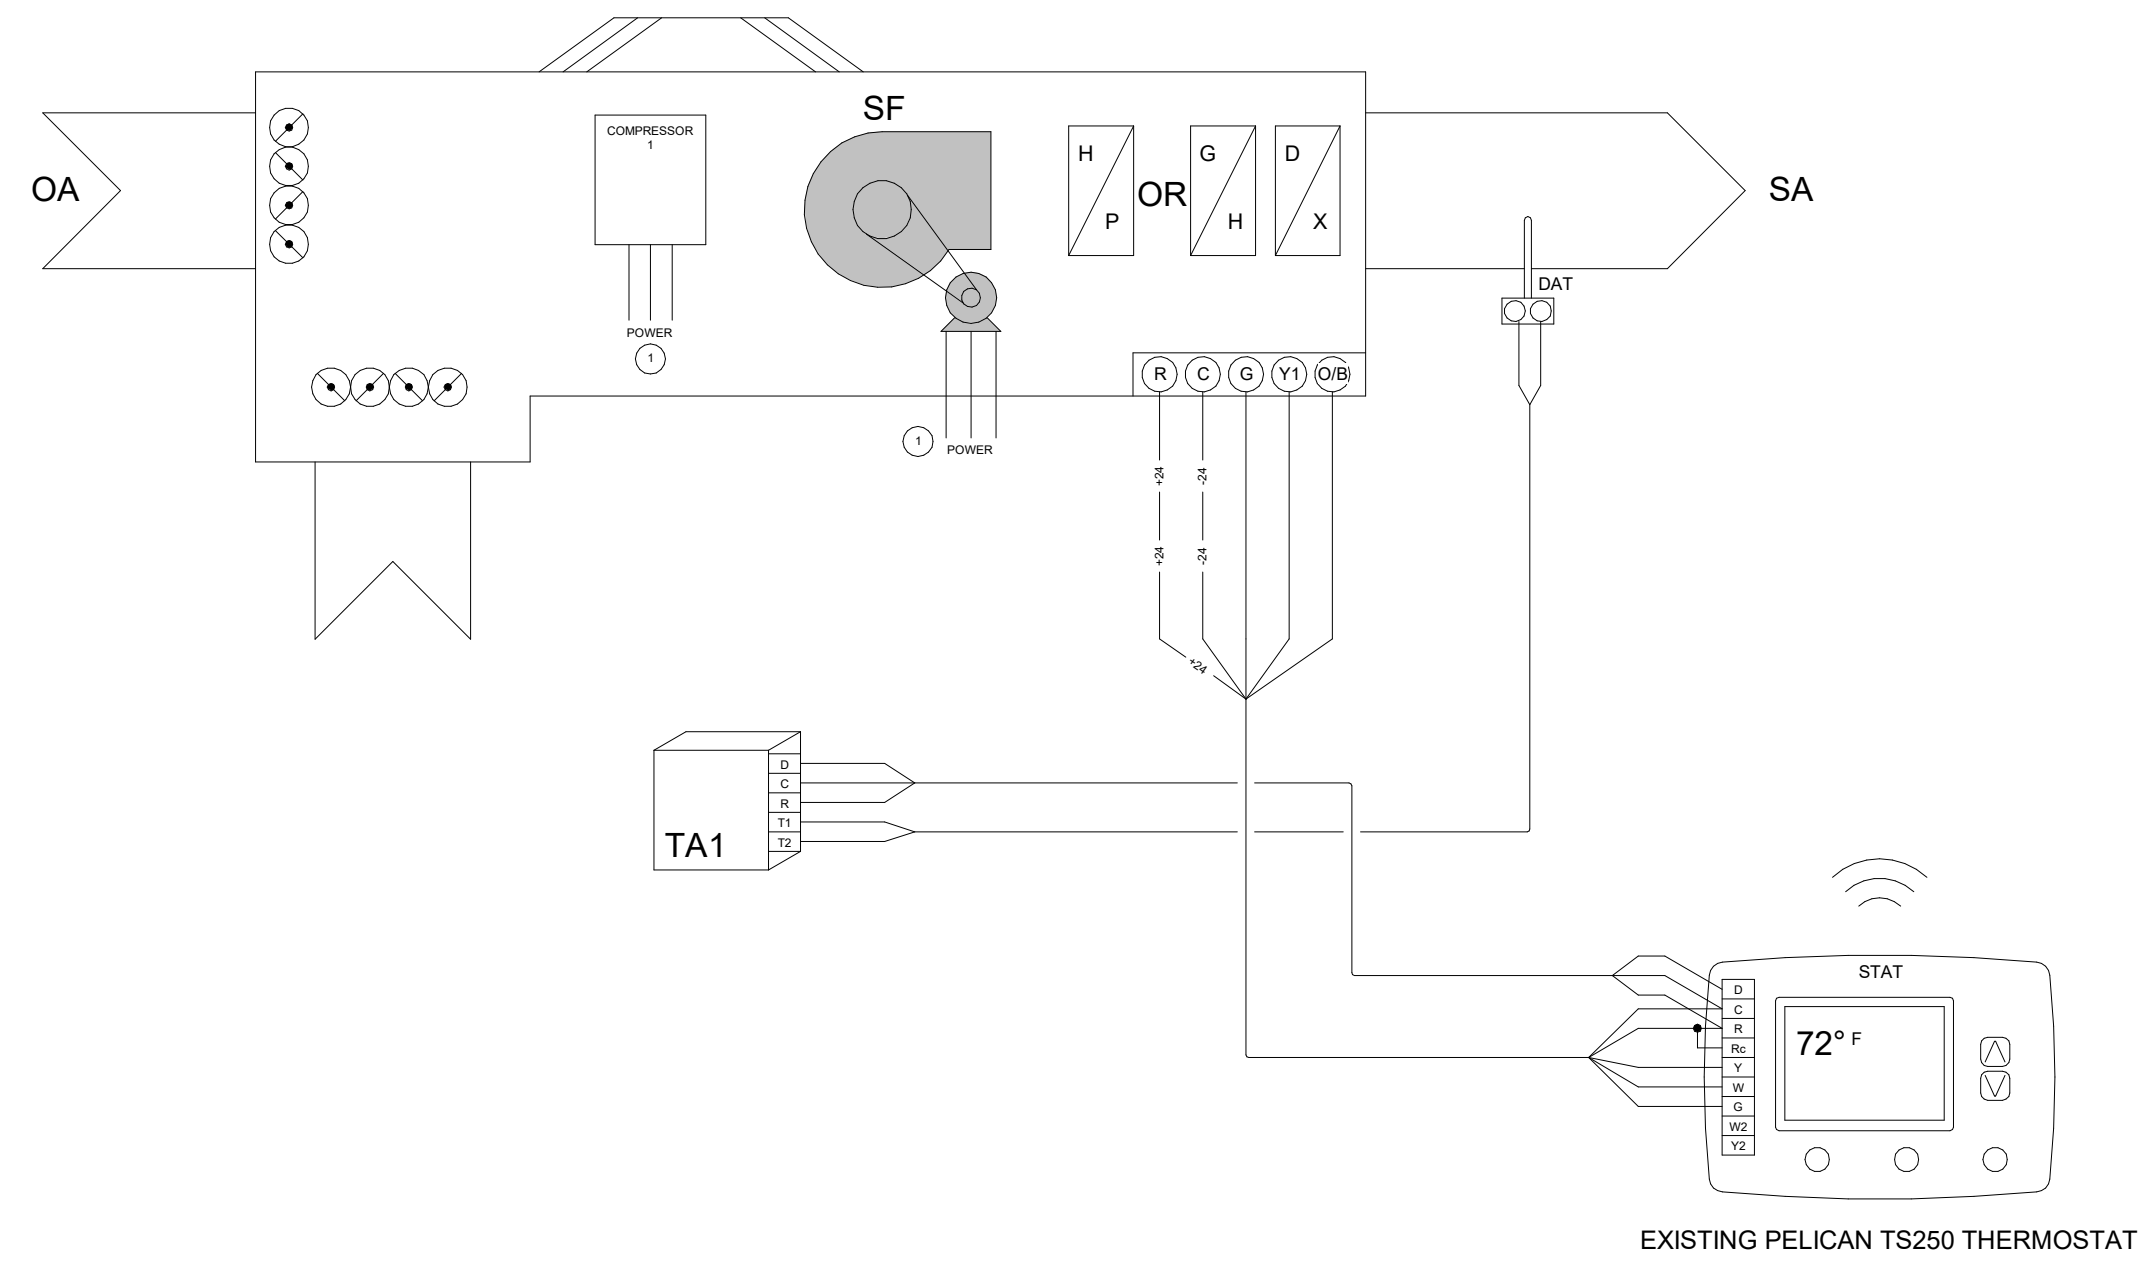 SF
COMPRESSOR
1
H
P
OR
G
H
D
X
OA
SA
DAT
POWER
1
R
C
G
Y1
O/B
1
POWER
+24
-24
+24
-24
+24
D
C
R
T1
T2
TA1
STAT
D
C
R
Rc
Y
W
G
W2
Y2
72° F
EXISTING PELICAN TS250 THERMOSTAT